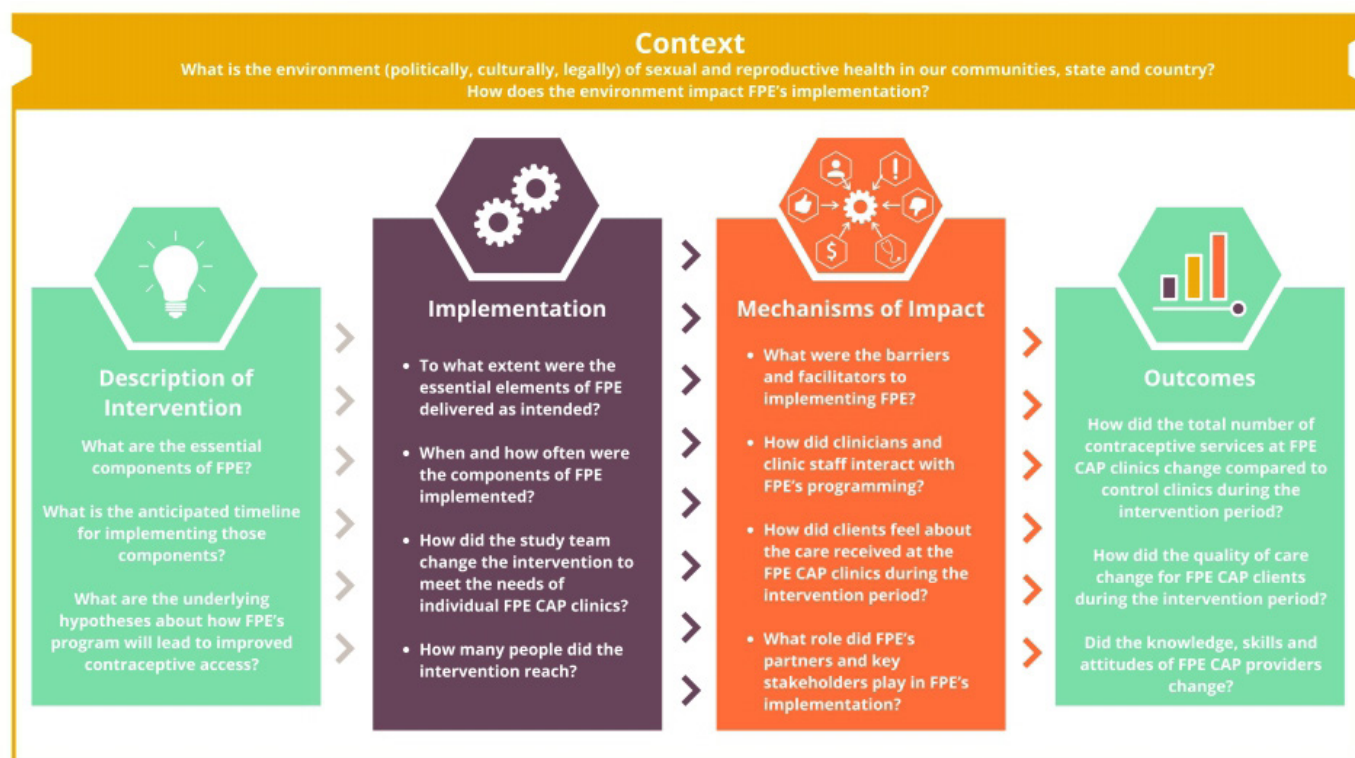 Context
What is the environment (politically, culturally, legally) of sexual and reproductive health in our communities, state and country?
How does the environment impact FPE's implementation?
Description of
Intervention
What are the essential
components of FPE?
What is the anticipated timeline
for implementing those
components?
What are the underlying
hypotheses about how FPE's
program will lead to improved
contraceptive access?
Implementation
• To what extent were the
essential elements of FPE
delivered as intended?
• When and how often were
the components of FPE
implemented?
• How did the study team
change the intervention to
meet the needs of
individual FPE CAP clinics?
• How many people did the
intervention reach?
$
!
Mechanisms of Impact
• What were the barriers
and facilitators to
implementing FPE?
• How did clinicians and
clinic staff interact with
FPE's programming?
• How did clients feel about
the care received at the
FPE CAP clinics during the
intervention period?
• What role did FPE's
partners and key
stakeholders play in FPE's
implementation?
Outcomes
How did the total number of
contraceptive services at FPE
CAP clinics change compared to
control clinics during the
intervention period?
How did the quality of care
change for FPE CAP clients
during the intervention period?
Did the knowledge, skills and
attitudes of FPE CAP providers
change?